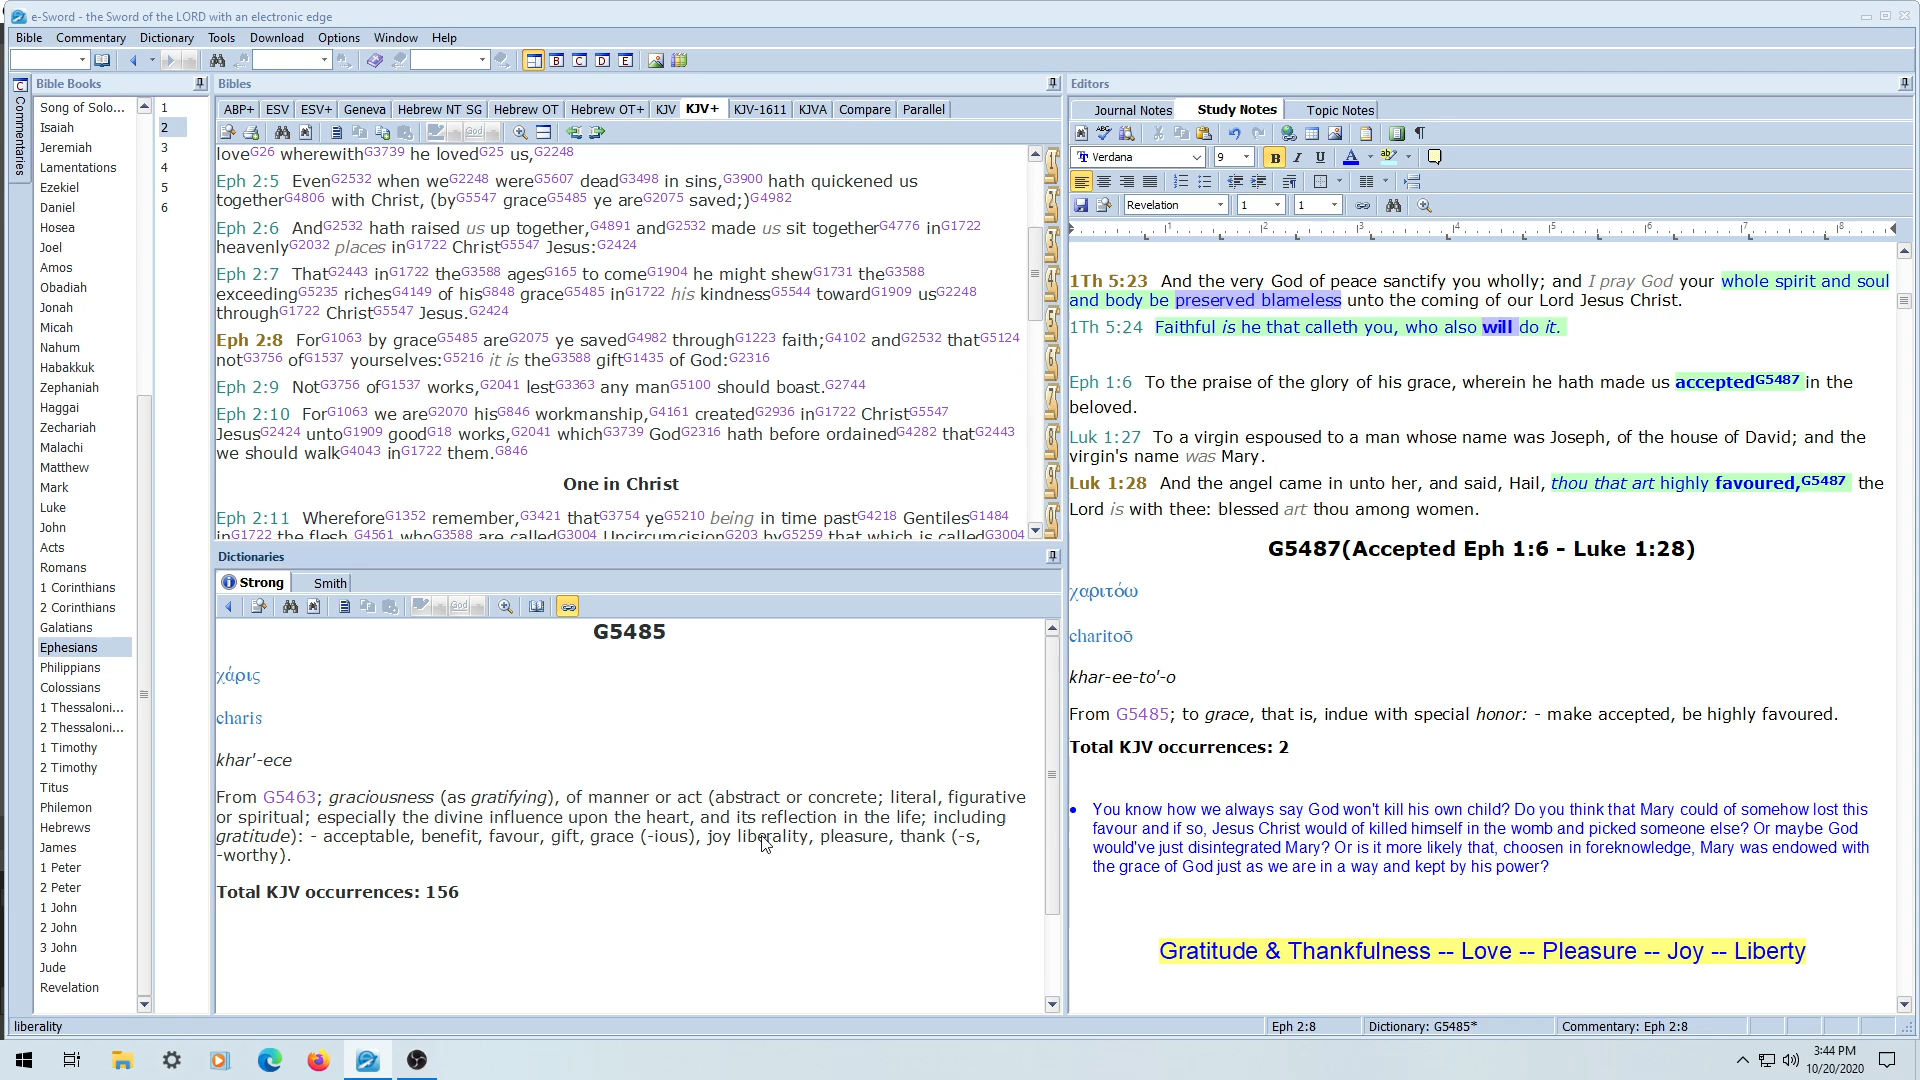 e-Sword - the Sword of the LORD with an electronic edge
Bible Commentary Dictionary Tools Download Options Window Help
B C D E
Commentaries
Bible Books
Song of Solo...
Isaiah
Jeremiah
Lamentations
Ezekiel
Daniel
Hosea
Joel
Amos
Obadiah
Jonah
Micah
Nahum
Habakkuk
Zephaniah
Haggai
Zechariah
Malachi
Matthew
Mark
Luke
John
Acts
Romans
1 Corinthians
2 Corinthians
Galatians
Ephesians
Philippians
Colossians
1 Thessaloni...
2 Thessaloni...
1 Timothy
2 Timothy
Titus
Philemon
Hebrews
James
1 Peter
2 Peter
1 John
2 John
3 John
Jude
Revelation
1
2
3
4
5
6
Bibles
ABP+ ESV ESV+ Geneva Hebrew NT SG Hebrew OT Hebrew OT+ KJV KJV+ KJV-1611 KJVA Compare Parallel
loveG26 wherewithG3739 he lovedG25 us,G2248
Eph 2:5 EvenG2532 when weG2248 wereG5607 deadG3498 in sins,G3900 hath quickened us
togetherG4806 with Christ, (byG5547 graceG5485 ye areG2075 saved;)G4982
Eph 2:6 AndG2532 hath raised us up together,G4891 andG2532 made us sit togetherG4776 inG1722
heavenlyG2032 places inG1722 ChristG5547 Jesus:G2424
Eph 2:7 ThatG2443 inG1722 theG3588 agesG165 to comeG1904 he might shewG1731 theG3588
exceedingG5235 richesG4149 of hisG848 graceG5485 inG1722 his kindnessG5544 towardG1909 usG2248
throughG1722 ChristG5547 Jesus.G2424
Eph 2:8 ForG1063 by graceG5485 areG2075 ye savedG4982 throughG1223 faith;G4102 andG2532 thatG5124
notG3756 ofG1537 yourselves:G5216 it is theG3588 giftG1435 of God:G2316
Eph 2:9 NotG3756 ofG1537 works,G2041 lestG3363 any manG5100 should boast.G2744
Eph 2:10 ForG1063 we areG2070 hisG846 workmanship,G4161 createdG2936 inG1722 ChristG5547
JesusG2424 untoG1909 goodG18 works,G2041 whichG3739 GodG2316 hath before ordainedG4282 thatG2443
we should walkG4043 inG1722 them.G846
One in Christ
Eph 2:11 WhereforeG1352 remember,G3421 thatG3754 yeG5210 being in time pastG4218 GentilesG1484
inG1722 the flesh,G4561 whoG3588 are calledG3004 UncircumcisionG203 byG5259 that which is calledG3004
Dictionaries
Strong Smith
G5485
χάρις
charis
khar'-ece
From G5463; graciousness (as gratifying), of manner or act (abstract or concrete; literal, figurative
or spiritual; especially the divine influence upon the heart, and its reflection in the life; including
gratitude): - acceptable, benefit, favour, gift, grace (-ious), joy liberality, pleasure, thank (-s,
-worthy).
Total KJV occurrences: 156
Editors
Journal Notes Study Notes Topic Notes
Verdana 9 B I U A
Revelation 1 1
1 2 3 4 5 6 7 8
1Th 5:23 And the very God of peace sanctify you wholly; and I pray God your whole spirit and soul
and body be preserved blameless unto the coming of our Lord Jesus Christ.
1Th 5:24 Faithful is he that calleth you, who also will do it.
Eph 1:6 To the praise of the glory of his grace, wherein he hath made us acceptedG5487 in the
beloved.
Luk 1:27 To a virgin espoused to a man whose name was Joseph, of the house of David; and the
virgin's name was Mary.
Luk 1:28 And the angel came in unto her, and said, Hail, thou that art highly favoured,G5487 the
Lord is with thee: blessed art thou among women.
G5487(Accepted Eph 1:6 - Luke 1:28)
χαριτόω
charitoō
khar-ee-to'-o
From G5485; to grace, that is, indue with special honor: - make accepted, be highly favoured.
Total KJV occurrences: 2
• You know how we always say God won't kill his own child? Do you think that Mary could of somehow lost this
favour and if so, Jesus Christ would of killed himself in the womb and picked someone else? Or maybe God
would've just disintegrated Mary? Or is it more likely that, choosen in foreknowledge, Mary was endowed with
the grace of God just as we are in a way and kept by his power?
Gratitude & Thankfulness -- Love -- Pleasure -- Joy -- Liberty
liberality Eph 2:8 Dictionary: G5485* Commentary: Eph 2:8
3:44 PM
10/20/2020